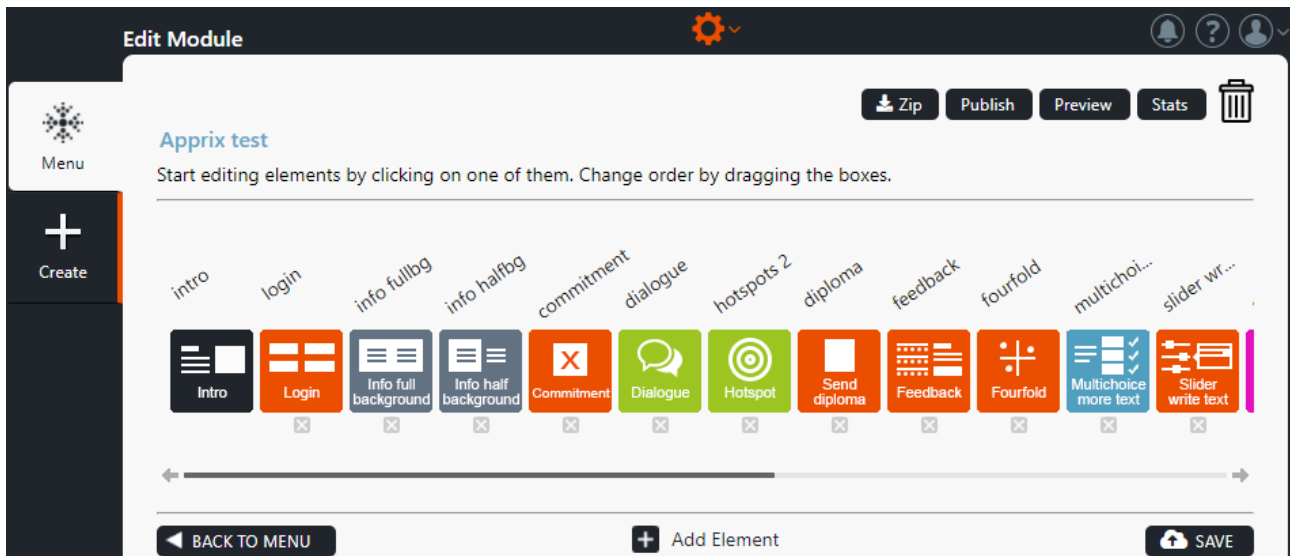 Edit Module
Zip Publish Preview Stats
Menu
Apprix test
Start editing elements by clicking on one of them. Change order by dragging the boxes.
Create
intro login info fullbg info halfbg commitment dialogue hotspots 2 diploma feedback fourfold multichoi... slider wr...
Intro
Login
Info full
background
Info half
background
Commitment
Dialogue
Hotspot
Send
diploma
Feedback
Fourfold
Multichoice
more text
Slider
write text
BACK TO MENU
Add Element
SAVE